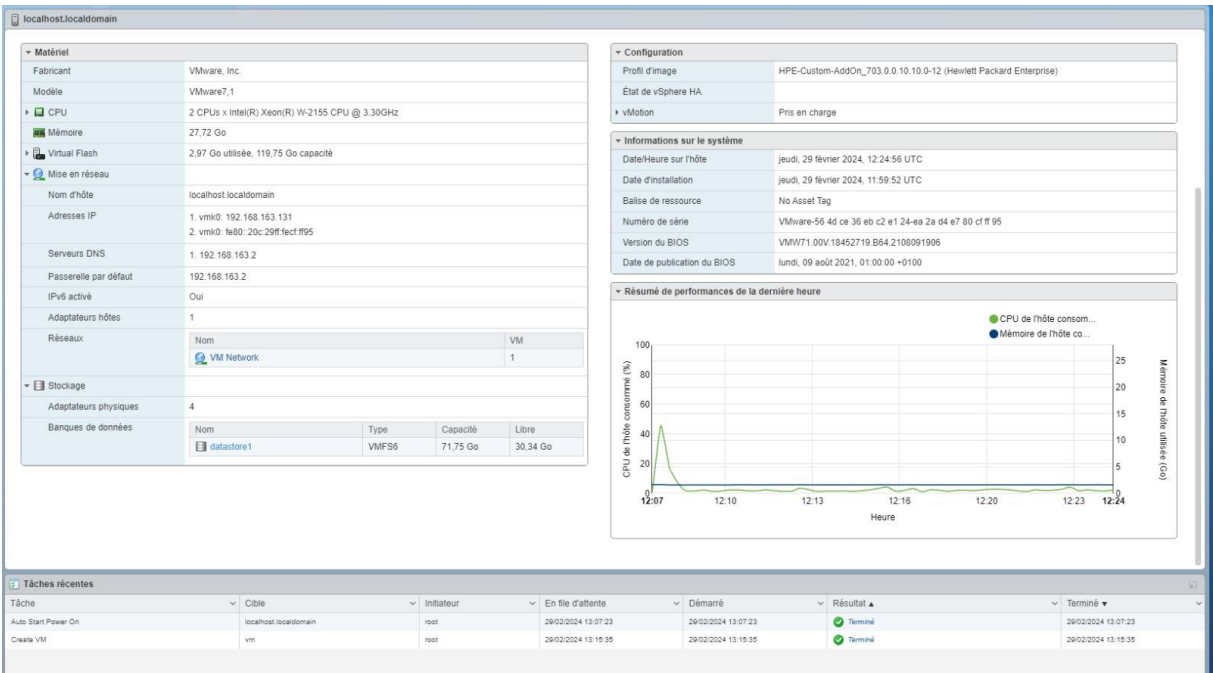 localhost.localdomain
Matériel
Fabricant VMware, Inc.
Modèle VMware7,1
CPU 2 CPUs x Intel(R) Xeon(R) W-2155 CPU @ 3.30GHz
Mémoire 27,72 Go
Virtual Flash 2,97 Go utilisée, 119,75 Go capacité
Mise en réseau
Nom d'hôte localhost.localdomain
Adresses IP 1. vmk0: 192.168.163.131
2. vmk0: fe80::20c:29ff:fecf:ff95
Serveurs DNS 1. 192.168.163.2
Passerelle par défaut 192.168.163.2
IPv6 activé Oui
Adaptateurs hôtes 1
Réseaux Nom VM
VM Network 1
Stockage
Adaptateurs physiques 4
Banques de données Nom Type Capacité Libre
datastore1 VMFS6 71,75 Go 30,34 Go
Configuration
Profil d'image HPE-Custom-AddOn_703.0.0.10.10.0-12 (Hewlett Packard Enterprise)
État de vSphere HA
vMotion Pris en charge
Informations sur le système
Date/Heure sur l'hôte jeudi, 29 février 2024, 12:24:56 UTC
Date d'installation jeudi, 29 février 2024, 11:59:52 UTC
Balise de ressource No Asset Tag
Numéro de série VMware-56 4d ce 36 eb c2 e1 24-ea 2a d4 e7 80 cf ff 95
Version du BIOS VMW71.00V.18452719.B64.2108091906
Date de publication du BIOS lundi, 09 août 2021, 01:00:00 +0100
Résumé de performances de la dernière heure
CPU de l'hôte consom...
Mémoire de l'hôte co...
CPU de l'hôte consommé (%)
100
80
60
40
20
0
25
20
15
10
5
0
Mémoire de l'hôte utilisée (Go)
12:07 12:10 12:13 12:16 12:20 12:23 12:24
Heure
Tâches récentes
Tâche Cible Initiateur En file d'attente Démarré Résultat ▲ Terminé ▼
Auto Start Power On localhost.localdomain root 29/02/2024 13:07:23 29/02/2024 13:07:23 Terminé 29/02/2024 13:07:23
Create VM vm root 29/02/2024 13:15:35 29/02/2024 13:15:35 Terminé 29/02/2024 13:15:35